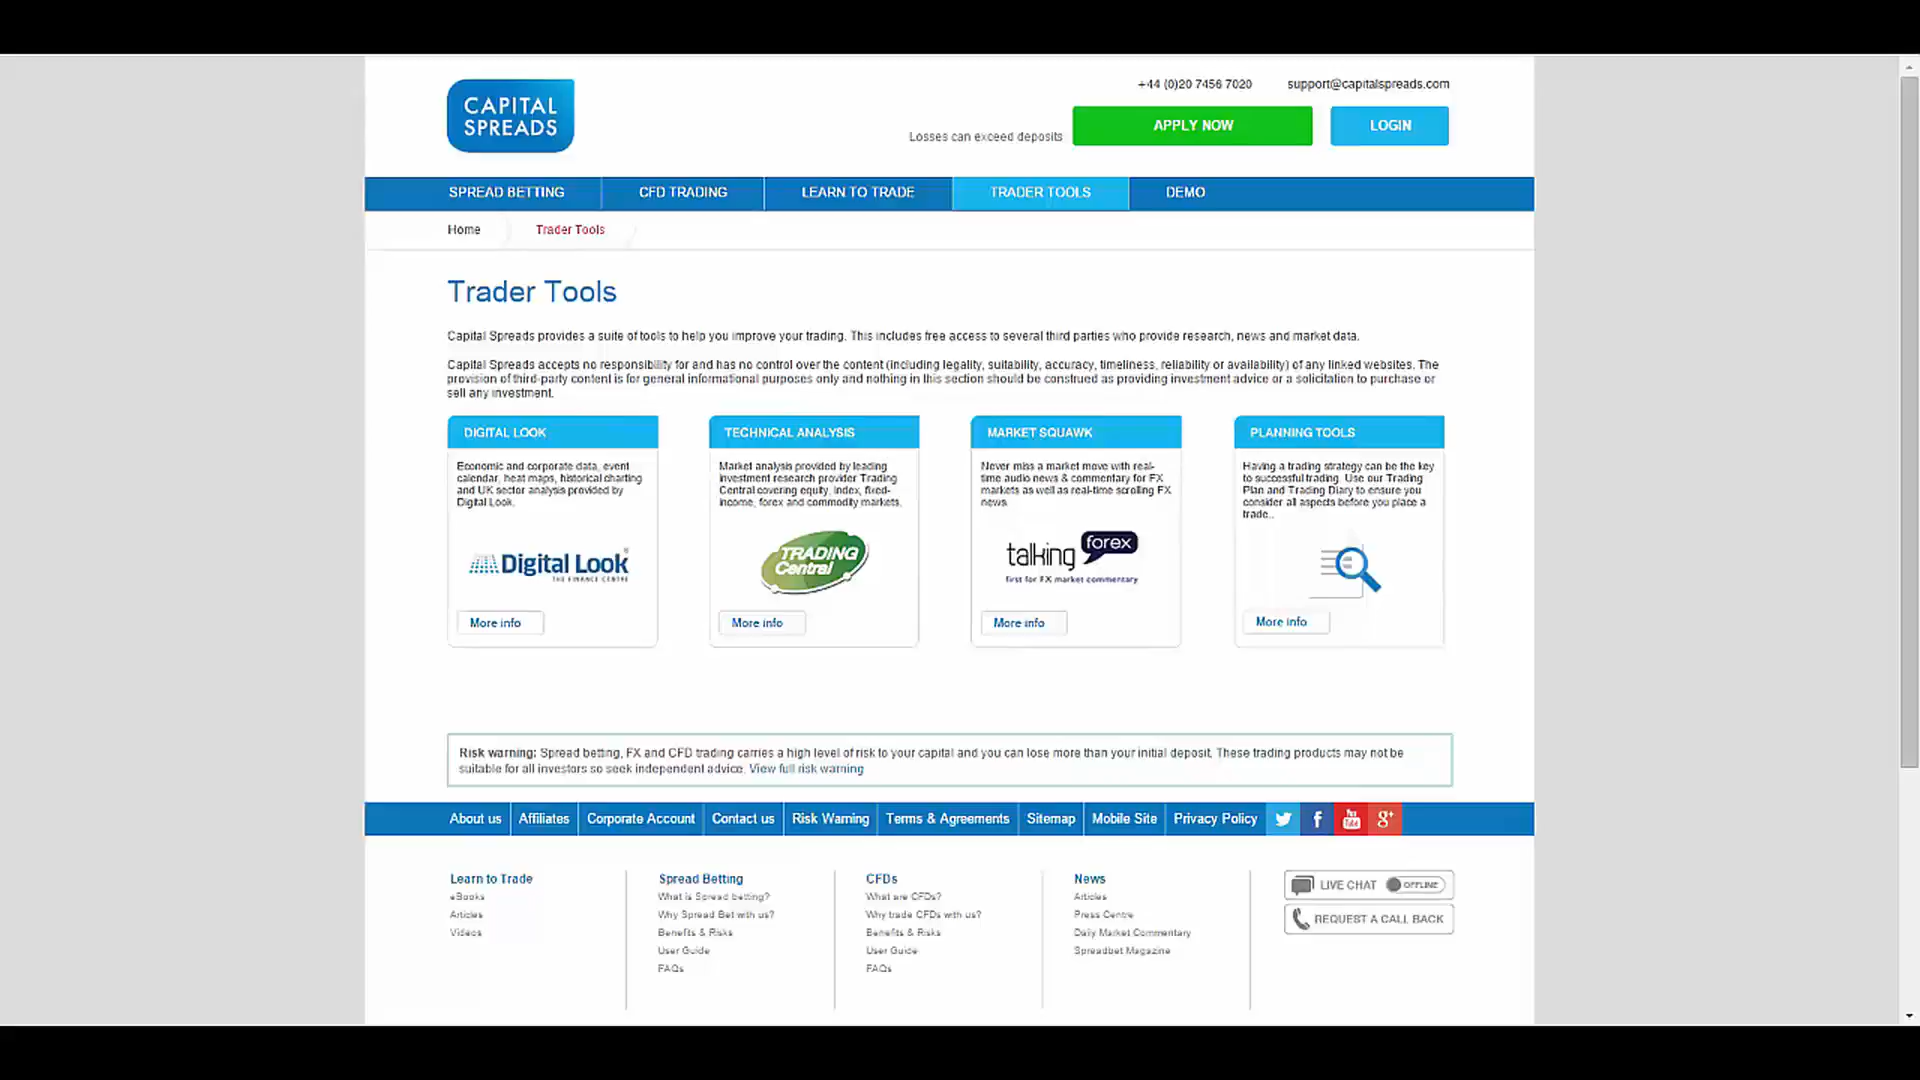 CAPITAL
SPREADS
+44 (0)20 7456 7020
support@capitalspreads.com
Losses can exceed deposits
APPLY NOW
LOGIN
SPREAD BETTING
CFD TRADING
LEARN TO TRADE
TRADER TOOLS
DEMO
Home
Trader Tools
Trader Tools
Capital Spreads provides a suite of tools to help you improve your trading. This includes free access to several third parties who provide research, news and market data.
Capital Spreads accepts no responsibility for and has no control over the content (including legality, suitability, accuracy, timeliness, reliability or availability) of any linked websites. The
provision of third-party content is for general informational purposes only and nothing in this section should be construed as providing investment advice or a solicitation to purchase or
sell any investment.
DIGITAL LOOK
Economic and corporate data, event
calendar, heat maps, historical charting
and UK sector analysis provided by
Digital Look.
Digital Look
THE FINANCE CENTRE
More info
TECHNICAL ANALYSIS
Market analysis provided by leading
investment research provider Trading
Central covering equity, index, fixed-
income, forex and commodity markets.
TRADING
Central
More info
MARKET SQUAWK
Never miss a market move with real-
time audio news & commentary for FX
markets as well as real-time scrolling FX
news.
talking forex
first for FX market commentary
More info
PLANNING TOOLS
Having a trading strategy can be the key
to successful trading. Use our Trading
Plan and Trading Diary to ensure you
consider all aspects before you place a
trade..
More info
Risk warning: Spread betting, FX and CFD trading carries a high level of risk to your capital and you can lose more than your initial deposit. These trading products may not be
suitable for all investors so seek independent advice. View full risk warning
About us
Affiliates
Corporate Account
Contact us
Risk Warning
Terms & Agreements
Sitemap
Mobile Site
Privacy Policy
f
You Tube
g+
Learn to Trade
eBooks
Articles
Videos
Spread Betting
What is Spread betting?
Why Spread Bet with us?
Benefits & Risks
User Guide
FAQs
CFDs
What are CFDs?
Why trade CFDs with us?
Benefits & Risks
User Guide
FAQs
News
Articles
Press Centre
Daily Market Commentary
Spreadbet Magazine
LIVE CHAT OFFLINE
REQUEST A CALL BACK